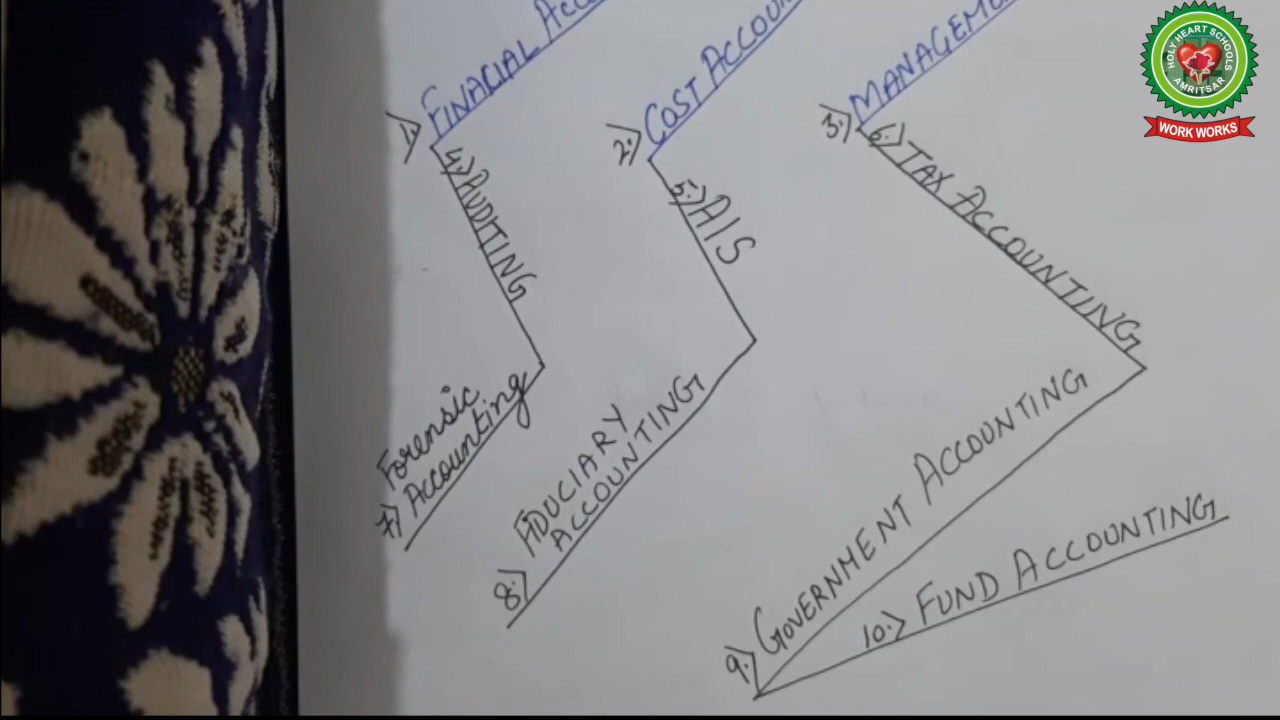 1.) FINACIAL
2.) COST
3.) MANAGEME
4.) AUDITING
5.) AIS
6.) TAX ACCOUNTING
7.) Forensic
Accounting
8.) FIDUCIARY
ACCOUNTING
9.) GOVERNMENT ACCOUNTING
10.) FUND ACCOUNTING
HOLY HEART SCHOOLS
AMRITSAR
WORK WORKS